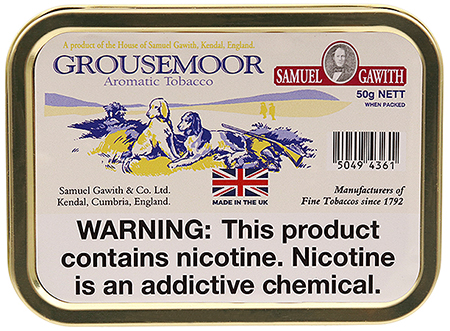 A product of the House of Samuel Gawith, Kendal, England.
GROUSEMOOR
Aromatic Tobacco
SAMUEL GAWITH
50g NETT
WHEN PACKED
5049 4361
Samuel Gawith & Co. Ltd.
Kendal, Cumbria, England.
MADE IN THE UK
Manufacturers of
Fine Tobaccos since 1792
WARNING: This product
contains nicotine. Nicotine
is an addictive chemical.